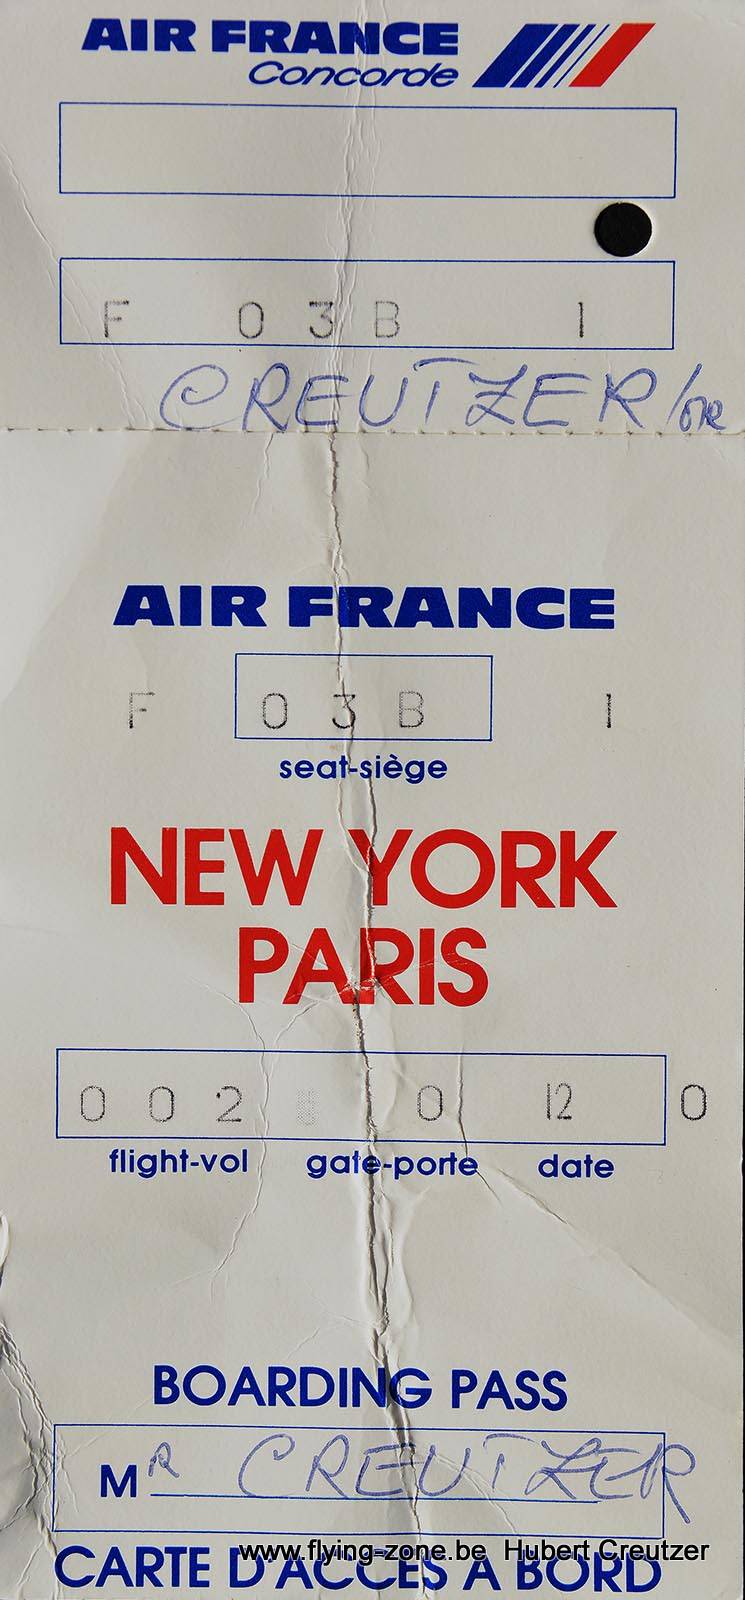 AIR FRANCE
Concorde
F 03B 1
CREUTZER/MR
AIR FRANCE
F 03B 1
seat-siège
NEW YORK
PARIS
002 0 12 0
flight-vol gate-porte date
BOARDING PASS
MR CREUTZER
www.flying-zone.be Hubert Creutzer
CARTE D'ACCES A BORD